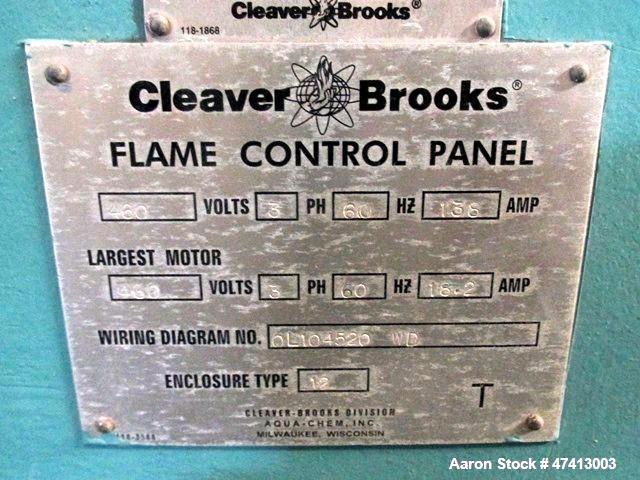 Cleaver Brooks®
118-1868
Cleaver Brooks®
FLAME CONTROL PANEL
460 VOLTS 3 PH 60 HZ 138 AMP
LARGEST MOTOR
460 VOLTS 3 PH 60 HZ 18.2 AMP
WIRING DIAGRAM NO. OL104520 WD
ENCLOSURE TYPE 12
T
CLEAVER-BROOKS DIVISION
AQUA-CHEM, INC.
MILWAUKEE, WISCONSIN
Aaron Stock # 47413003